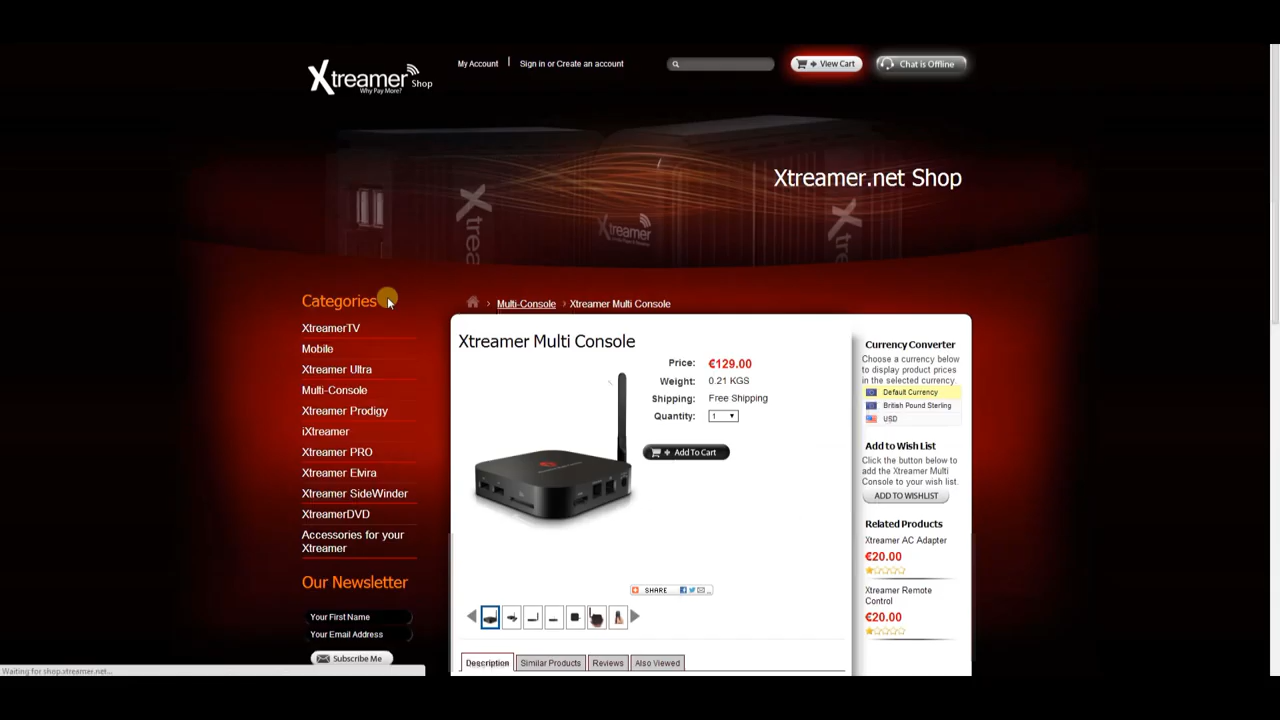 Xtreamer Shop
Why Pay More?
My Account | Sign in or Create an account
View Cart
Chat is Offline
Xtreamer.net Shop
Xtreamer
Categories
XtreamerTV
Mobile
Xtreamer Ultra
Multi-Console
Xtreamer Prodigy
iXtreamer
Xtreamer PRO
Xtreamer Elvira
Xtreamer SideWinder
XtreamerDVD
Accessories for your
Xtreamer
Our Newsletter
Your First Name
Your Email Address
Subscribe Me
Multi-Console › Xtreamer Multi Console
Xtreamer Multi Console
Price: €129.00
Weight: 0.21 KGS
Shipping: Free Shipping
Quantity: 1
Add To Cart
SHARE
Description
Similar Products
Reviews
Also Viewed
Currency Converter
Choose a currency below
to display product prices
in the selected currency.
Default Currency
British Pound Sterling
USD
Add to Wish List
Click the button below to
add the Xtreamer Multi
Console to your wish list.
ADD TO WISHLIST
Related Products
Xtreamer AC Adapter
€20.00
Xtreamer Remote
Control
€20.00
Waiting for shop.xtreamer.net...